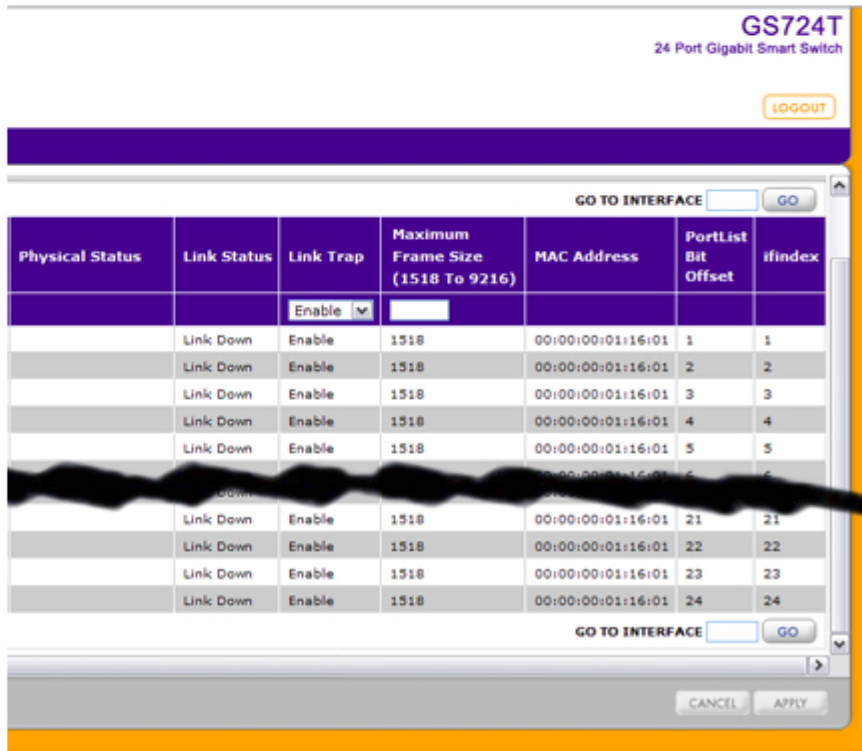 GS724T
24 Port Gigabit Smart Switch
LOGOUT
GO TO INTERFACE GO
Physical Status Link Status Link Trap Maximum Frame Size (1518 To 9216) MAC Address PortList Bit Offset ifindex
Enable
Link Down Enable 1518 00:00:00:01:16:01 1 1
Link Down Enable 1518 00:00:00:01:16:01 2 2
Link Down Enable 1518 00:00:00:01:16:01 3 3
Link Down Enable 1518 00:00:00:01:16:01 4 4
Link Down Enable 1518 00:00:00:01:16:01 5 5
Link Down Enable 1518 00:00:00:01:16:01 21 21
Link Down Enable 1518 00:00:00:01:16:01 22 22
Link Down Enable 1518 00:00:00:01:16:01 23 23
Link Down Enable 1518 00:00:00:01:16:01 24 24
GO TO INTERFACE GO
CANCEL APPLY